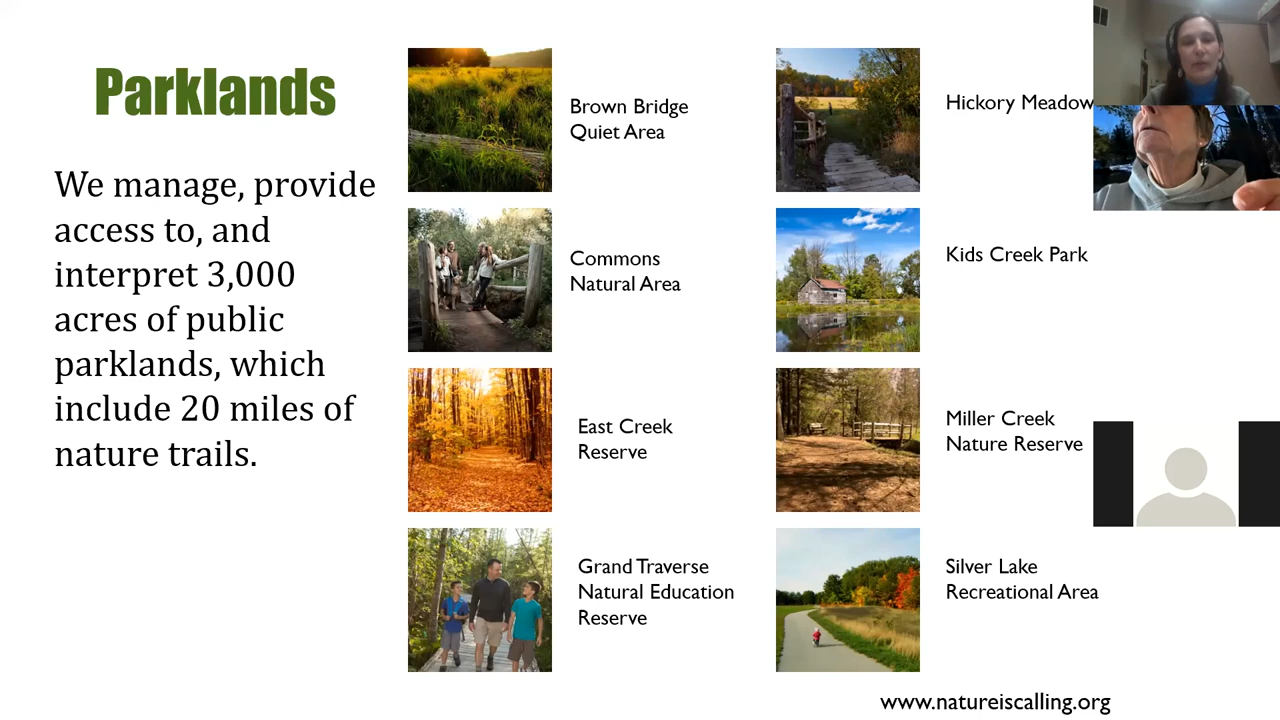 Parklands
We manage, provide
access to, and
interpret 3,000
acres of public
parklands, which
include 20 miles of
nature trails.
Brown Bridge
Quiet Area
Commons
Natural Area
East Creek
Reserve
Grand Traverse
Natural Education
Reserve
Hickory Meadow
Kids Creek Park
Miller Creek
Nature Reserve
Silver Lake
Recreational Area
www.natureiscalling.org